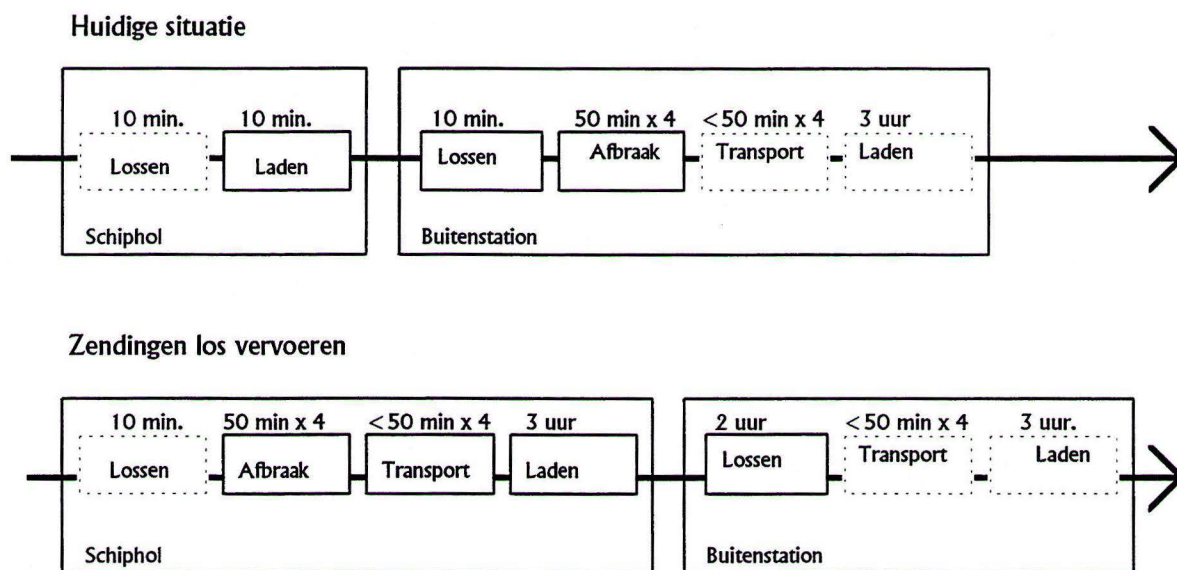 Huidige situatie
10 min. 10 min. 10 min. 50 min x 4 <50 min x 4 3 uur
Lossen Laden Lossen Afbraak Transport Laden
Schiphol Buitenstation
Zendingen los vervoeren
10 min. 50 min x 4 <50 min x 4 3 uur 2 uur <50 min x 4 3 uur.
Lossen Afbraak Transport Laden Lossen Transport Laden
Schiphol Buitenstation